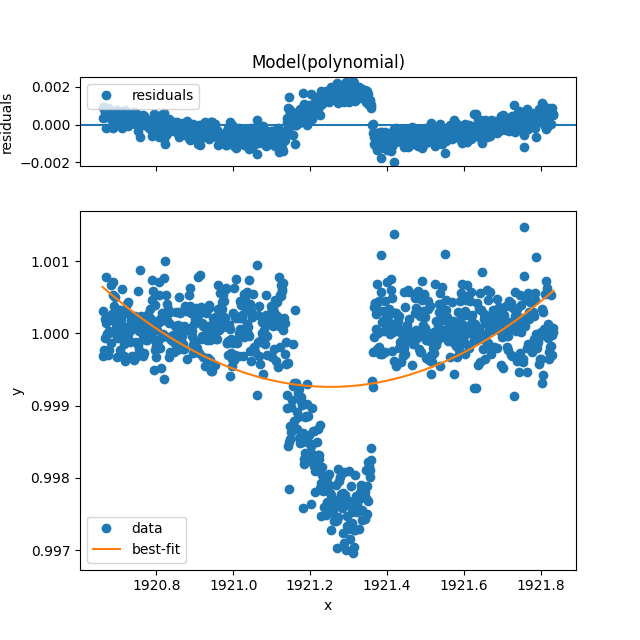 Model(polynomial)
0.002
0.000
−0.002
residuals
residuals
1.001
1.000
0.999
0.998
0.997
y
data
best-fit
1920.8
1921.0
1921.2
1921.4
1921.6
1921.8
x